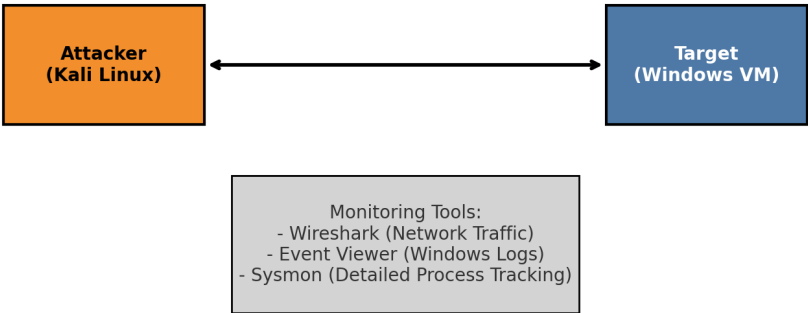 Attacker
(Kali Linux)
Target
(Windows VM)
Monitoring Tools:
- Wireshark (Network Traffic)
- Event Viewer (Windows Logs)
- Sysmon (Detailed Process Tracking)